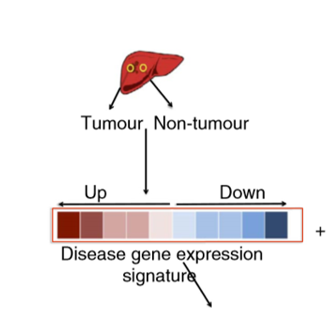 Tumour Non-tumour
Up Down
+
Disease gene expression
signature